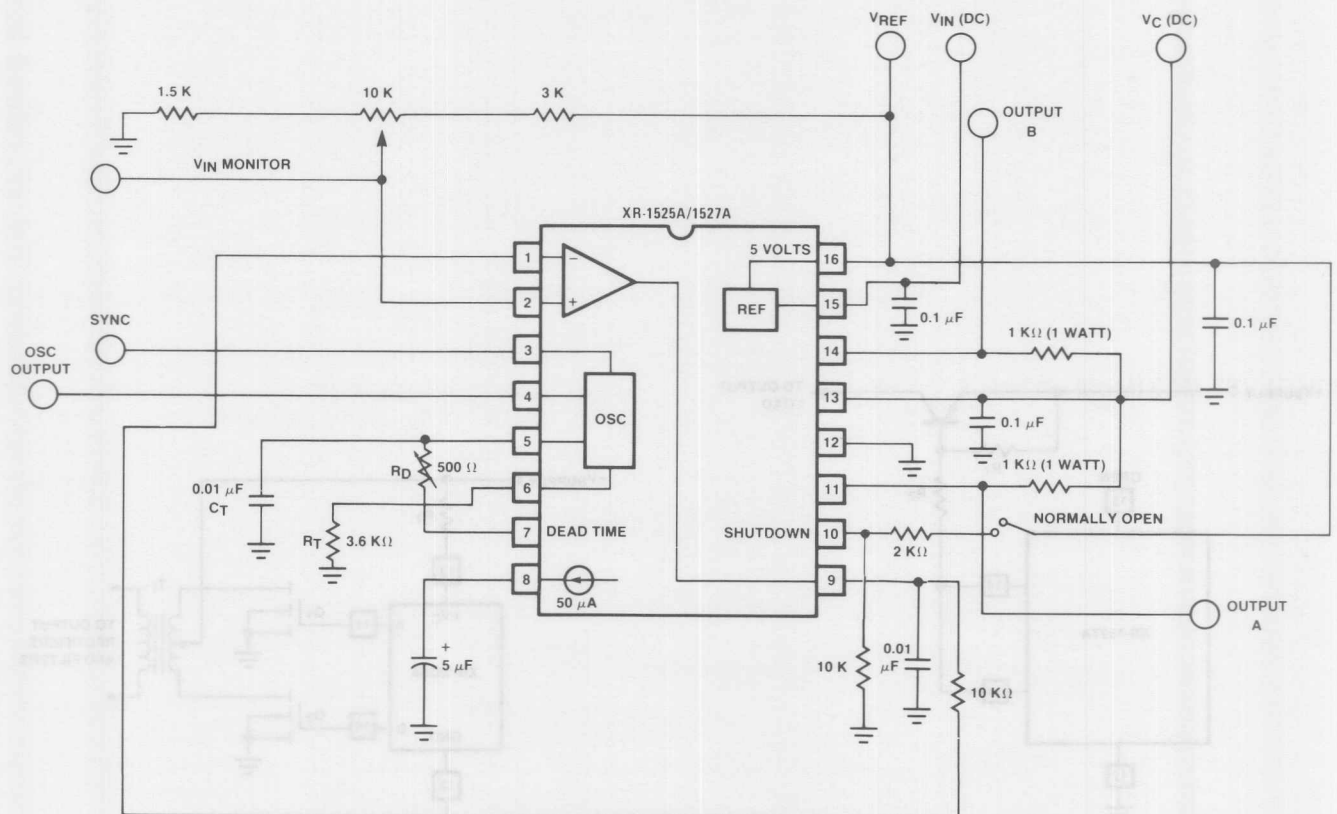 VREF
VIN (DC)
VC (DC)
1.5 K
10 K
3 K
OUTPUT
B
VIN MONITOR
XR-1525A/1527A
1
2
3
4
5
6
7
8
16
15
14
13
12
11
10
9
−
+
5 VOLTS
REF
0.1 μF
SYNC
OSC
OUTPUT
OSC
1 KΩ (1 WATT)
0.1 μF
0.1 μF
1 KΩ (1 WATT)
RD
500 Ω
0.01 μF
CT
RT
3.6 KΩ
DEAD TIME
SHUTDOWN
2 KΩ
NORMALLY OPEN
50 μA
+
5 μF
10 K
0.01
μF
10 KΩ
OUTPUT
A